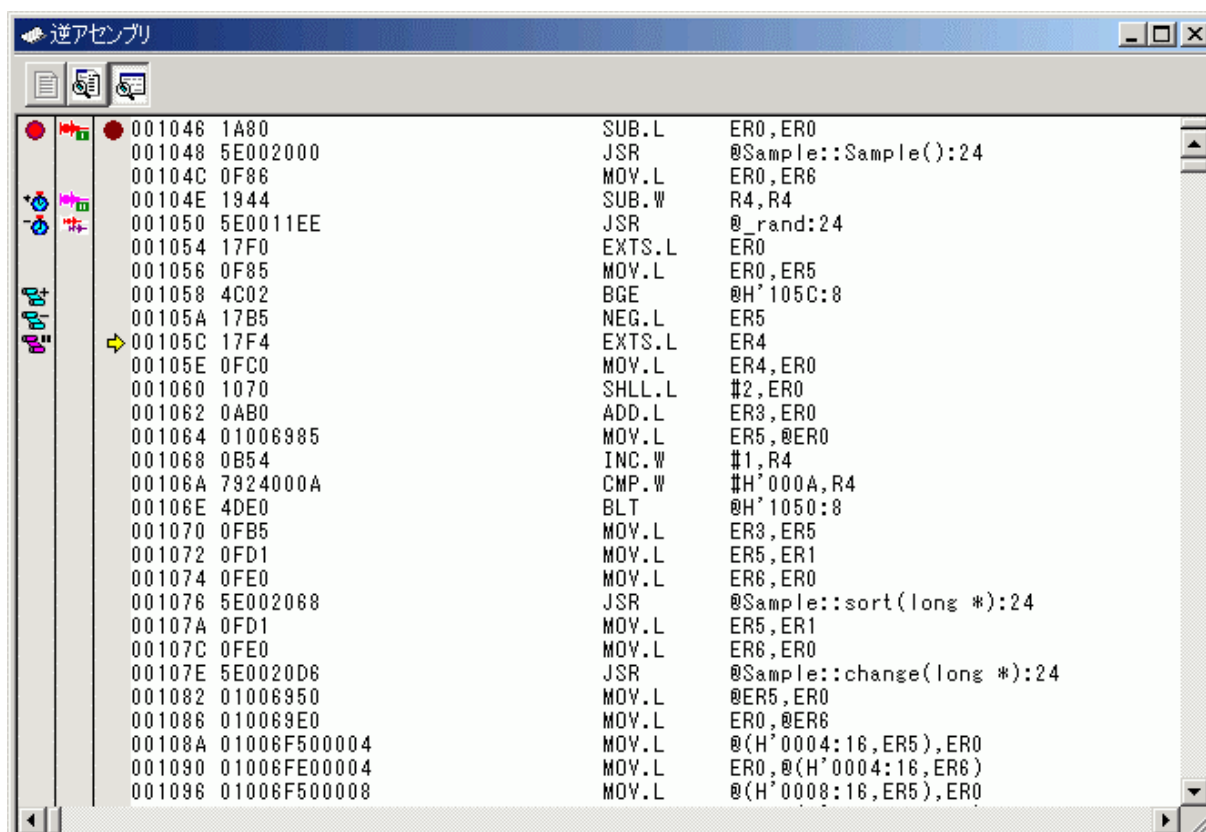 逆アセンブリ
001046 1A80 SUB.L ER0,ER0
001048 5E002000 JSR @Sample::Sample():24
00104C 0F86 MOV.L ER0,ER6
00104E 1944 SUB.W R4,R4
001050 5E0011EE JSR @_rand:24
001054 17F0 EXTS.L ER0
001056 0F85 MOV.L ER0,ER5
001058 4C02 BGE @H'105C:8
00105A 17B5 NEG.L ER5
00105C 17F4 EXTS.L ER4
00105E 0FC0 MOV.L ER4,ER0
001060 1070 SHLL.L #2,ER0
001062 0AB0 ADD.L ER3,ER0
001064 01006985 MOV.L ER5,@ER0
001068 0B54 INC.W #1,R4
00106A 7924000A CMP.W #H'000A,R4
00106E 4DE0 BLT @H'1050:8
001070 0FB5 MOV.L ER3,ER5
001072 0FD1 MOV.L ER5,ER1
001074 0FE0 MOV.L ER6,ER0
001076 5E002068 JSR @Sample::sort(long *):24
00107A 0FD1 MOV.L ER5,ER1
00107C 0FE0 MOV.L ER6,ER0
00107E 5E0020D6 JSR @Sample::change(long *):24
001082 01006950 MOV.L @ER5,ER0
001086 010069E0 MOV.L ER0,@ER6
00108A 01006F500004 MOV.L @(H'0004:16,ER5),ER0
001090 01006FE00004 MOV.L ER0,@(H'0004:16,ER6)
001096 01006F500008 MOV.L @(H'0008:16,ER5),ER0